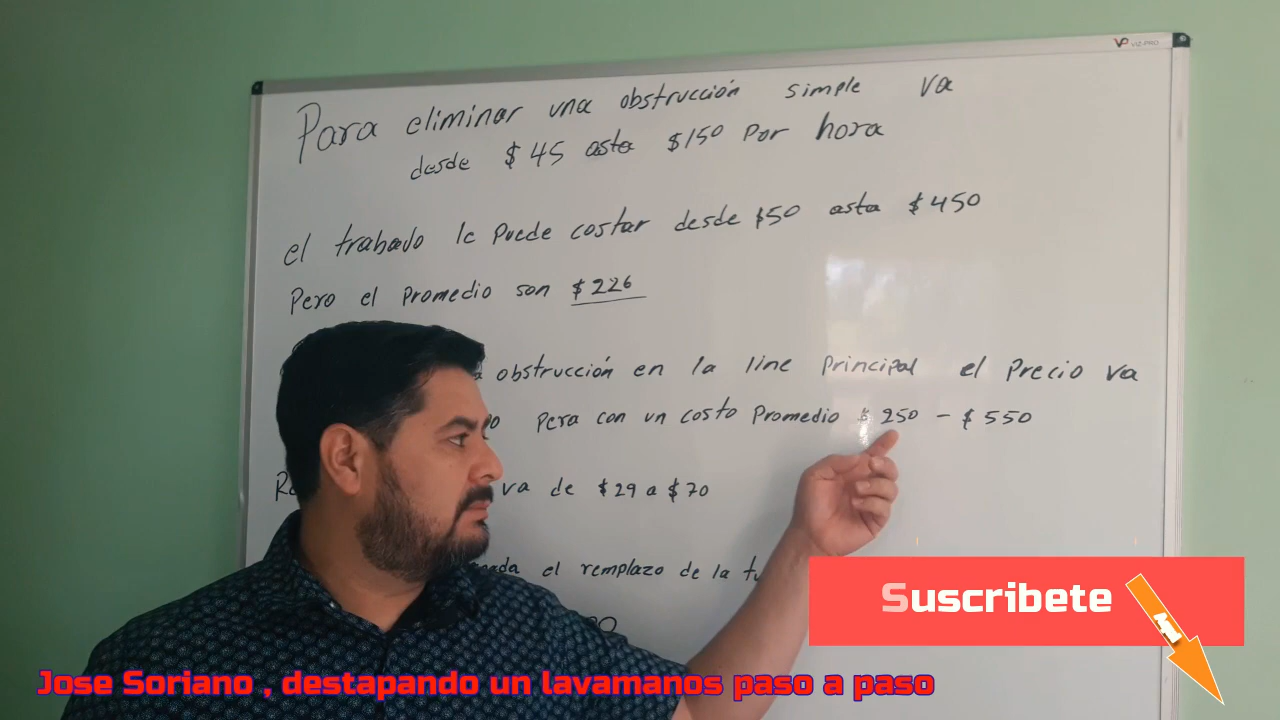 VIZ-PRO
Para eliminar una obstrucción simple va
desde $45 asta $150 Por hora
el trabajo le Puede costar desde $50 asta $450
Pero el Promedio son $226
obstrucción en la line Principal el Precio va
Pera con un costo Promedio $250 - $550
va de $29 a $70
el remplazo de la tu
Suscribete
Jose Soriano , destapando un lavamanos paso a paso